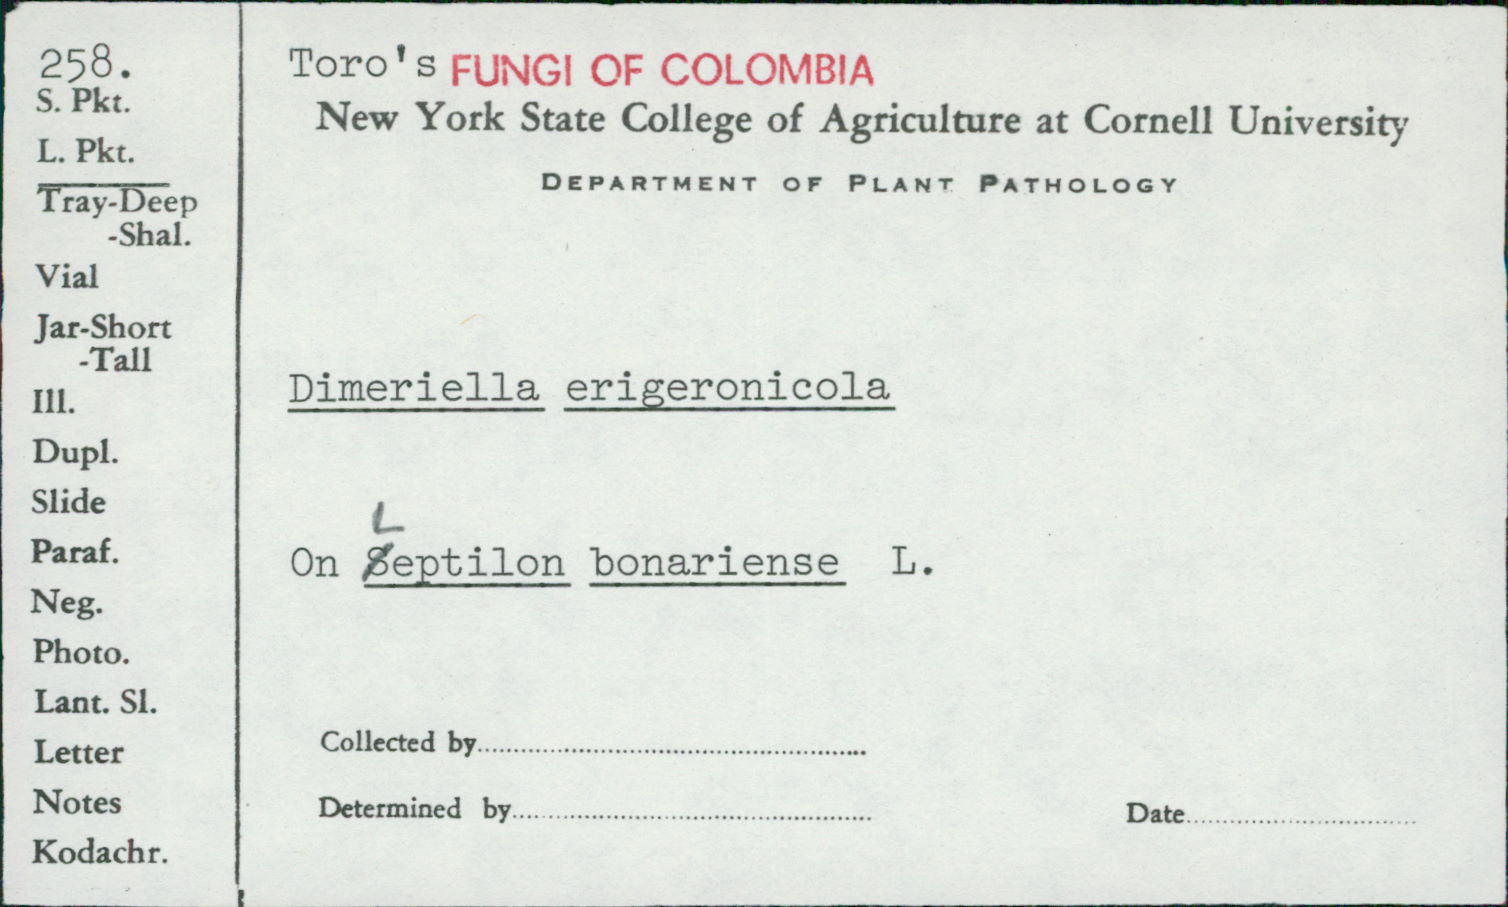 258.
S. Pkt.
L. Pkt.
Tray-Deep
-Shal.
Vial
Jar-Short
-Tall
Ill.
Dupl.
Slide
Paraf.
Neg.
Photo.
Lant. Sl.
Letter
Notes
Kodachr.
Toro's FUNGI OF COLOMBIA
New York State College of Agriculture at Cornell University
DEPARTMENT OF PLANT PATHOLOGY
Dimeriella erigeronicola
L
On Septilon bonariense L.
Collected by
Determined by
Date